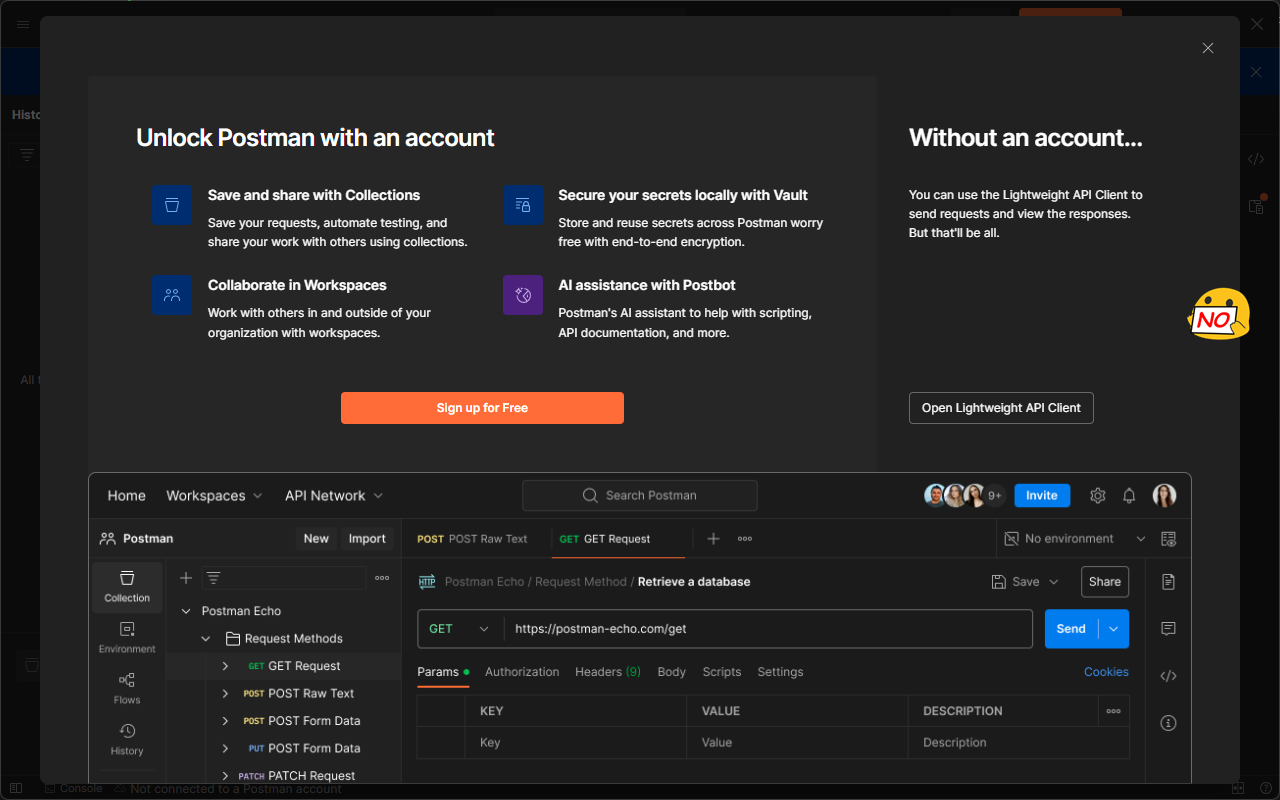 Histo
All t
Unlock Postman with an account
Save and share with Collections
Save your requests, automate testing, and
share your work with others using collections.
Secure your secrets locally with Vault
Store and reuse secrets across Postman worry
free with end-to-end encryption.
Collaborate in Workspaces
Work with others in and outside of your
organization with workspaces.
AI assistance with Postbot
Postman's AI assistant to help with scripting,
API documentation, and more.
Sign up for Free
Without an account...
You can use the Lightweight API Client to
send requests and view the responses.
But that'll be all.
NO
Open Lightweight API Client
Home Workspaces API Network Search Postman 9+ Invite
Postman New Import POST POST Raw Text GET GET Request No environment
Collection
Environment
Flows
History
Postman Echo
Request Methods
GET GET Request
POST POST Raw Text
POST POST Form Data
PUT POST Form Data
PATCH PATCH Request
HTTP Postman Echo / Request Method / Retrieve a database Save Share
GET https://postman-echo.com/get Send
Params Authorization Headers (9) Body Scripts Settings Cookies
KEY VALUE DESCRIPTION
Key Value Description
Console Not connected to a Postman account